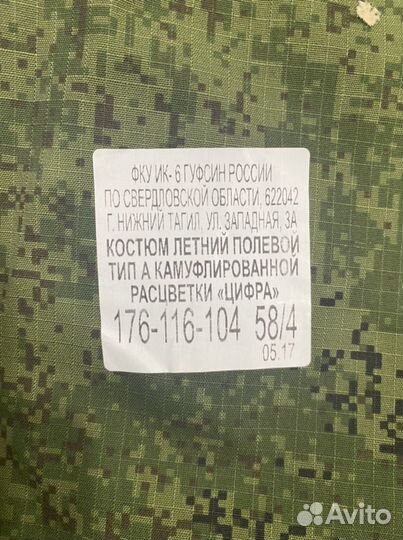 ФКУ ИК- 6 ГУФСИН РОССИИ
ПО СВЕРДЛОВСКОЙ ОБЛАСТИ, 622042
Г. НИЖНИЙ ТАГИЛ, УЛ. ЗАПАДНАЯ, 3А
КОСТЮМ ЛЕТНИЙ ПОЛЕВОЙ
ТИП А КАМУФЛИРОВАННОЙ
РАСЦВЕТКИ «ЦИФРА»
176-116-104 58/4
05.17
Avito